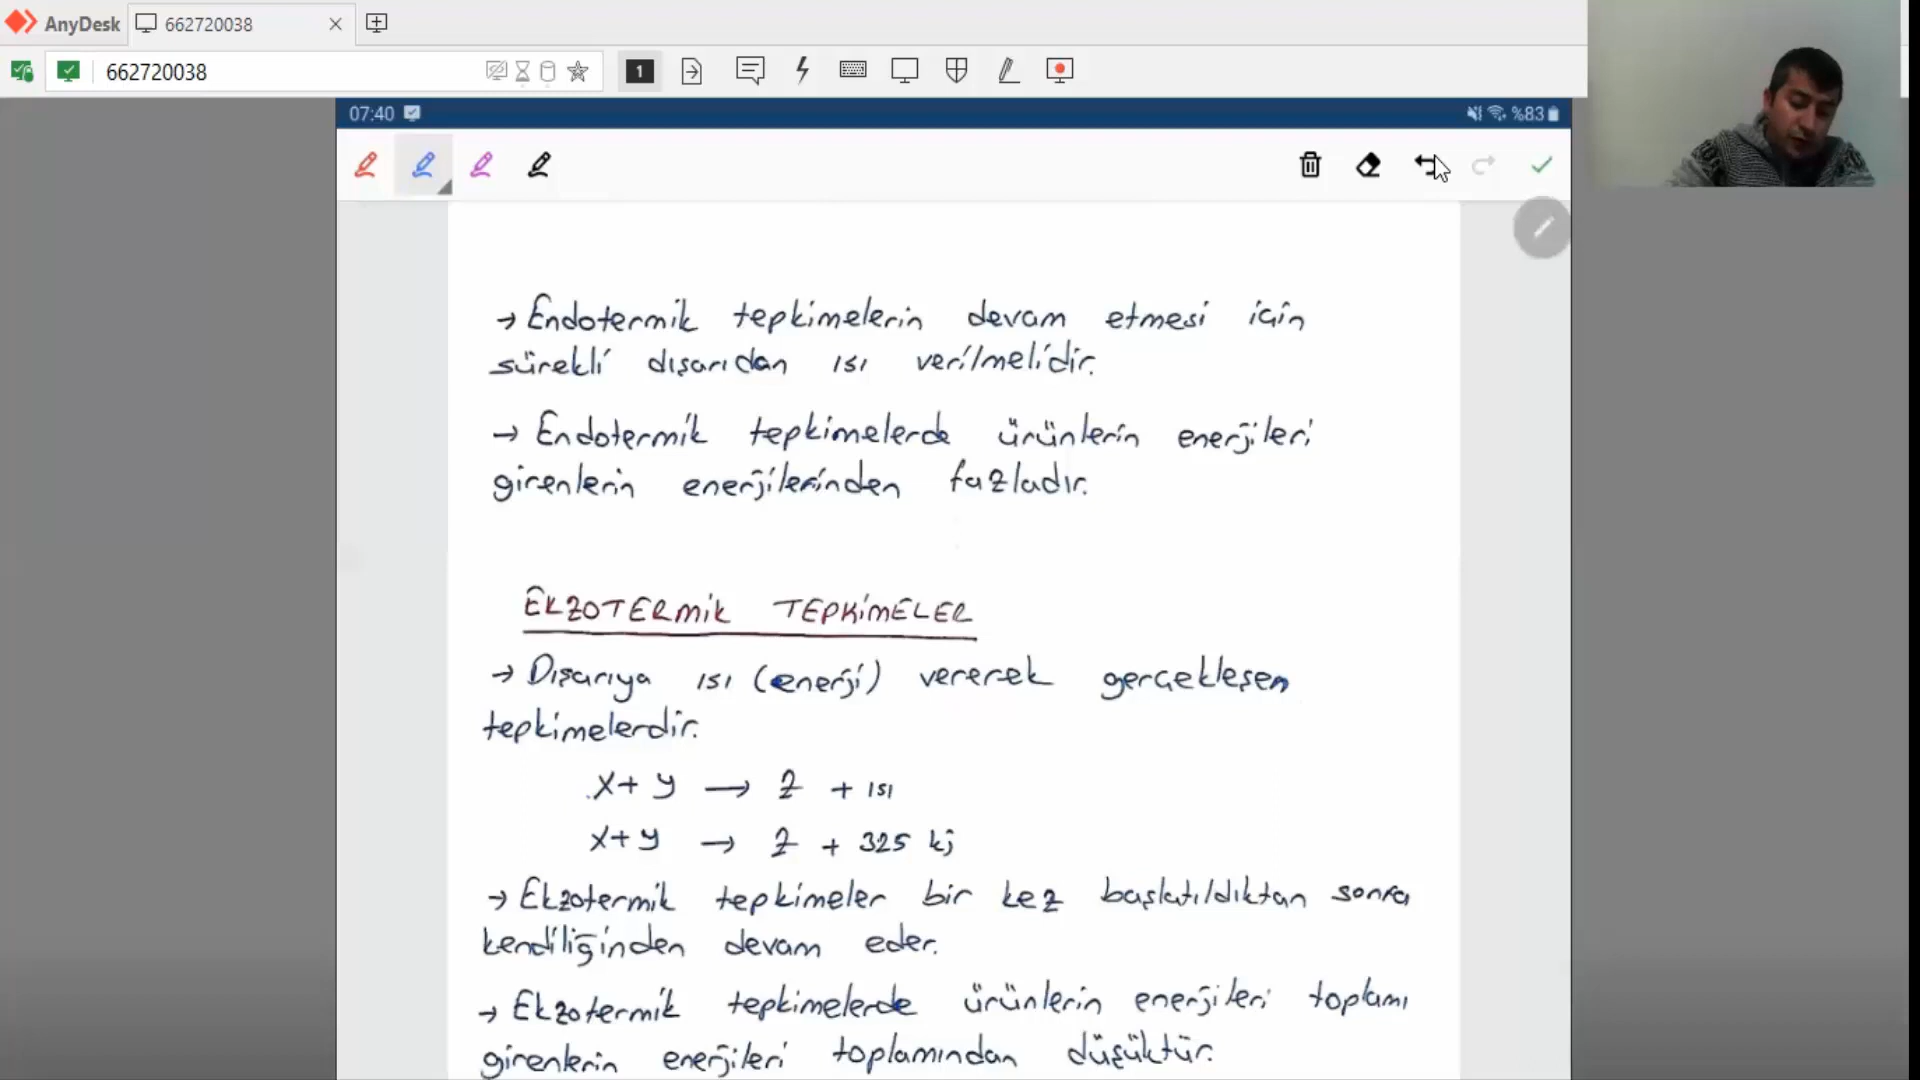 AnyDesk 662720038
662720038 1
07:40 %83
→ Endotermik tepkimelerin devam etmesi için
sürekli dışarıdan ısı verilmelidir.
→ Endotermik tepkimelerde ürünlerin enerjileri
girenlerin enerjilerinden fazladır.
EKZOTERMİK TEPKİMELER
→ Dışarıya ısı (enerji) vererek gerçekleşen
tepkimelerdir.
X + Y → Z + ısı
X + Y → Z + 325 kj
→ Ekzotermik tepkimeler bir kez başlatıldıktan sonra
kendiliğinden devam eder.
→ Ekzotermik tepkimelerde ürünlerin enerjileri toplamı
girenlerin enerjileri toplamından düşüktür.